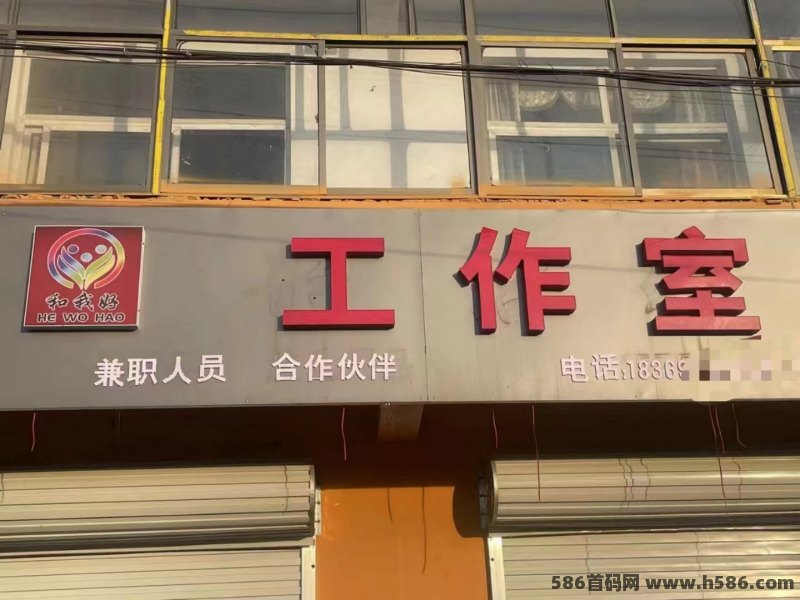 工作室
和我好
HE WO HAO
兼职人员 合作伙伴 电话:18369
586首码网 www.h586.com